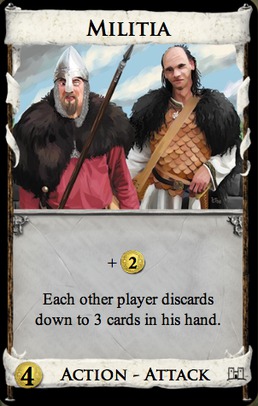 MILITIA
+ 2
Each other player discards
down to 3 cards in his hand.
4 ACTION - ATTACK